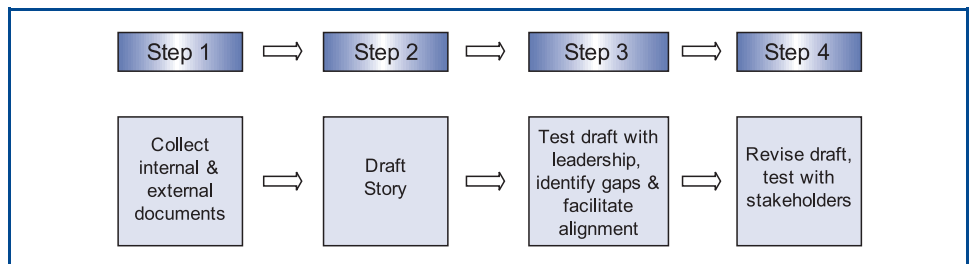 Step 1
Step 2
Step 3
Step 4
Collect
internal &
external
documents
Draft
Story
Test draft with
leadership,
identify gaps &
facilitate
alignment
Revise draft,
test with
stakeholders